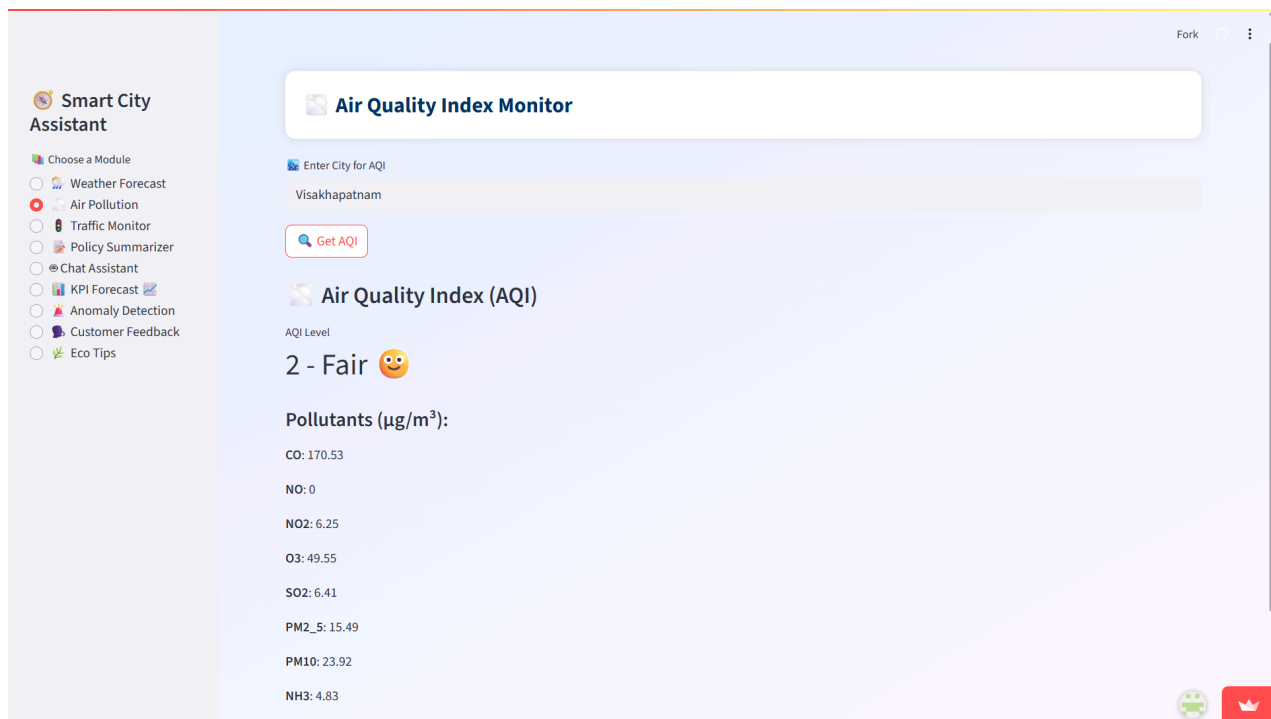 Fork
Smart City
Assistant
Choose a Module
Weather Forecast
Air Pollution
Traffic Monitor
Policy Summarizer
Chat Assistant
KPI Forecast
Anomaly Detection
Customer Feedback
Eco Tips
Air Quality Index Monitor
Enter City for AQI
Visakhapatnam
Get AQI
Air Quality Index (AQI)
AQI Level
2 - Fair
Pollutants (µg/m³):
CO: 170.53
NO: 0
NO2: 6.25
O3: 49.55
SO2: 6.41
PM2_5: 15.49
PM10: 23.92
NH3: 4.83